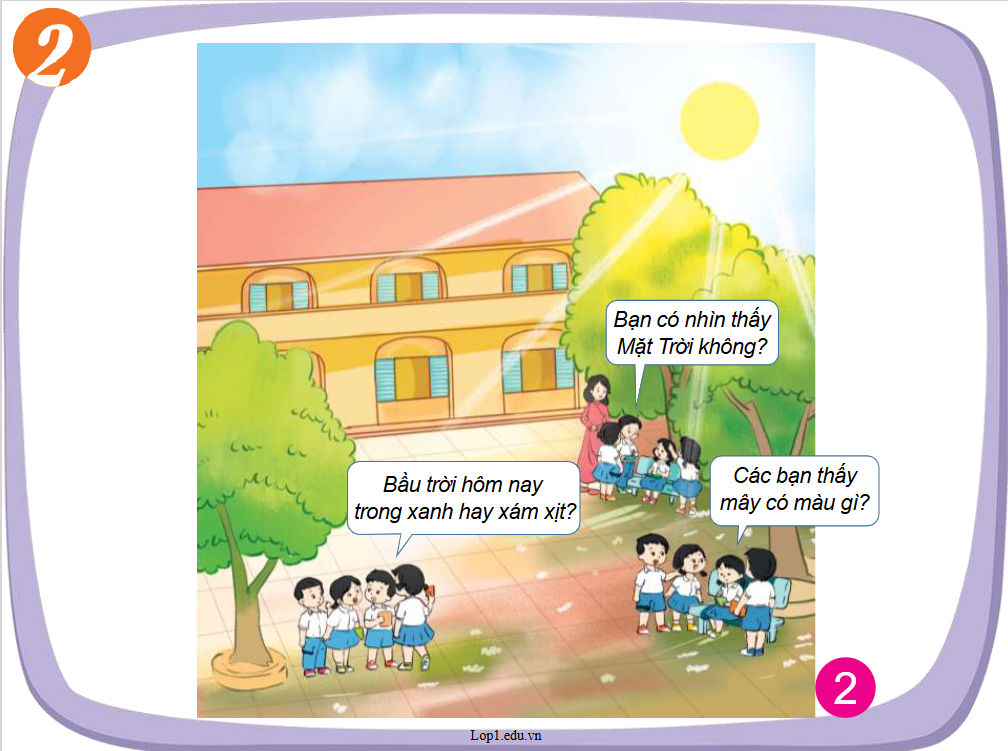 2
Bạn có nhìn thấy
Mặt Trời không?
Bầu trời hôm nay
trong xanh hay xám xịt?
Các bạn thấy
mây có màu gì?
2
Lop1.edu.vn